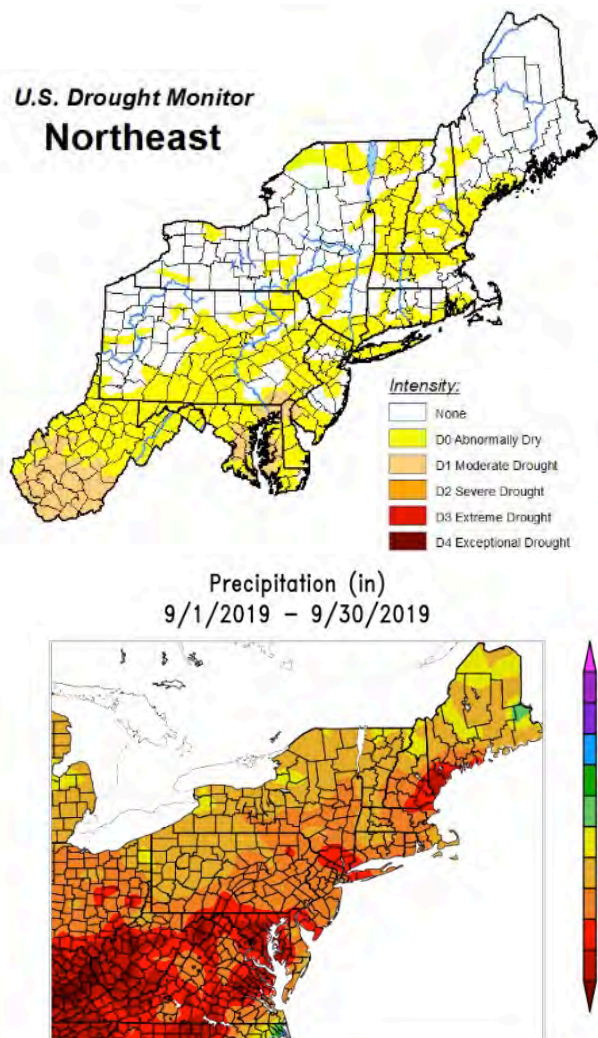 U.S. Drought Monitor
Northeast
Intensity:
None
D0 Abnormally Dry
D1 Moderate Drought
D2 Severe Drought
D3 Extreme Drought
D4 Exceptional Drought
Precipitation (in)
9/1/2019 – 9/30/2019